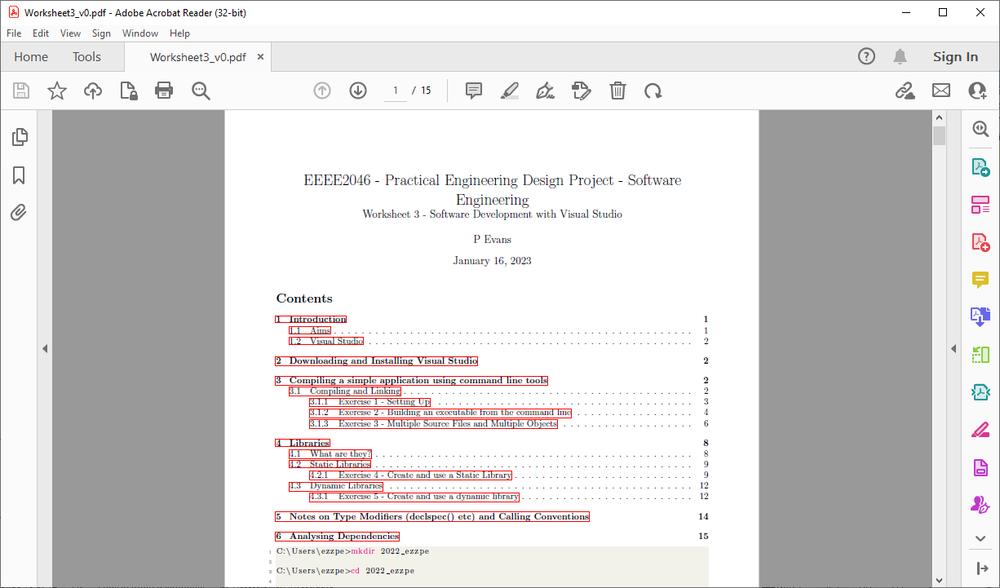 Worksheet3_v0.pdf - Adobe Acrobat Reader (32-bit)
File Edit View Sign Window Help
Home Tools Worksheet3_v0.pdf × Sign In
1 / 15
EEEE2046 - Practical Engineering Design Project - Software
Engineering
Worksheet 3 - Software Development with Visual Studio
P Evans
January 16, 2023
Contents
1 Introduction 1
1.1 Aims . . . . . . . . . . . . . . . . . . . . . . . . . . . . . . . . 1
1.2 Visual Studio . . . . . . . . . . . . . . . . . . . . . . . . . . . . 2
2 Downloading and Installing Visual Studio 2
3 Compiling a simple application using command line tools 2
3.1 Compiling and Linking . . . . . . . . . . . . . . . . . . . . . . . . 2
3.1.1 Exercise 1 - Setting Up . . . . . . . . . . . . . . . . . . . . . 3
3.1.2 Exercise 2 - Building an executable from the command line . . . . . . . . . . 4
3.1.3 Exercise 3 - Multiple Source Files and Multiple Objects . . . . . . . . . . . 6
4 Libraries 8
4.1 What are they? . . . . . . . . . . . . . . . . . . . . . . . . . . . 8
4.2 Static Libraries . . . . . . . . . . . . . . . . . . . . . . . . . . . 9
4.2.1 Exercise 4 - Create and use a Static Library . . . . . . . . . . . . . . . 9
4.3 Dynamic Libraries . . . . . . . . . . . . . . . . . . . . . . . . . . 12
4.3.1 Exercise 5 - Create and use a dynamic library . . . . . . . . . . . . . . . 12
5 Notes on Type Modifiers (declspec() etc) and Calling Conventions 14
6 Analysing Dependencies 15
1 C:\Users\ezzpe>mkdir 2022_ezzpe
2
3 C:\Users\ezzpe>cd 2022_ezzpe
4